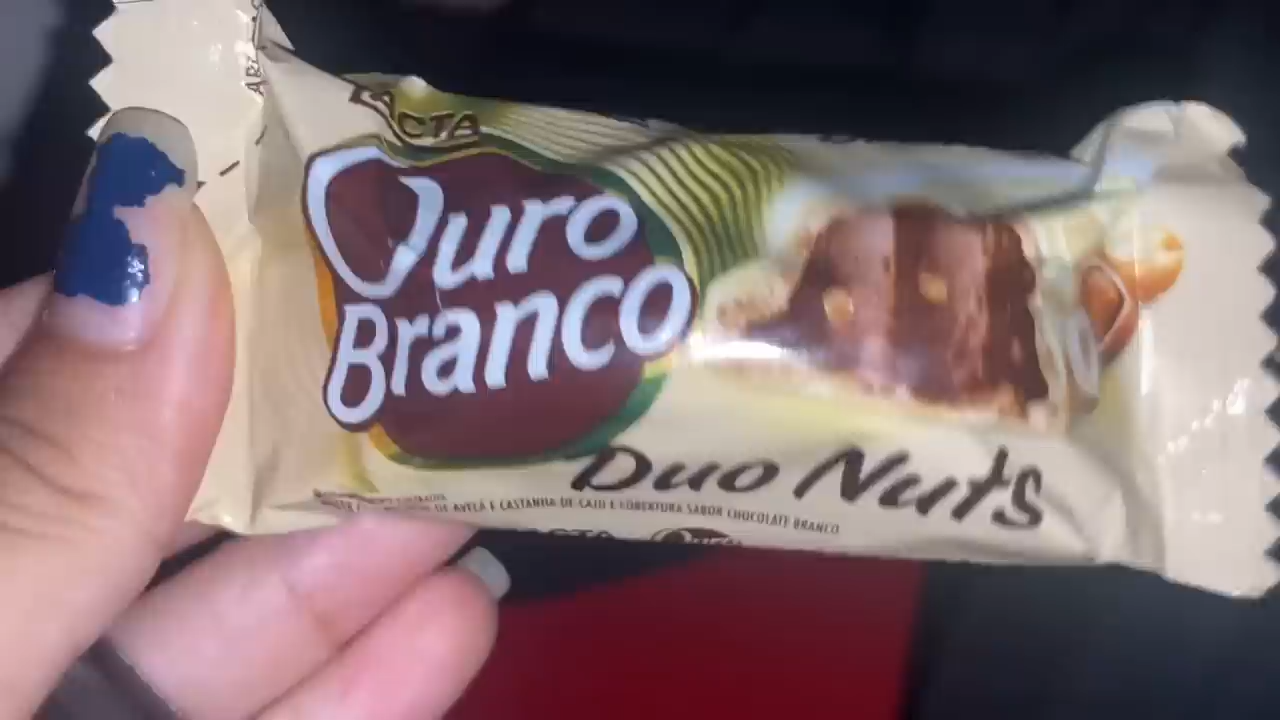 LACTA
Ouro
Branco
Duo Nuts
DE AVELÃ E CASTANHA DE CAJU E COBERTURA SABOR CHOCOLATE BRANCO